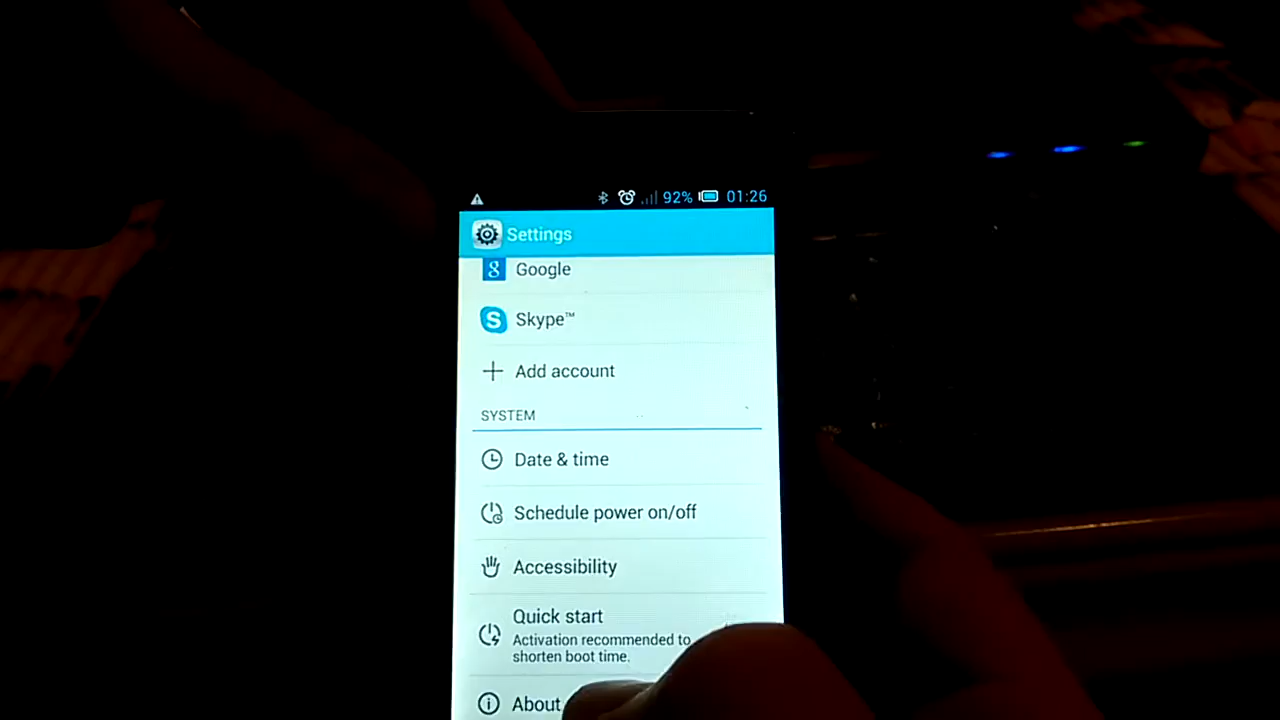 92% 01:26
Settings
Google
Skype™
Add account
SYSTEM
Date & time
Schedule power on/off
Accessibility
Quick start
Activation recommended to
shorten boot time.
About